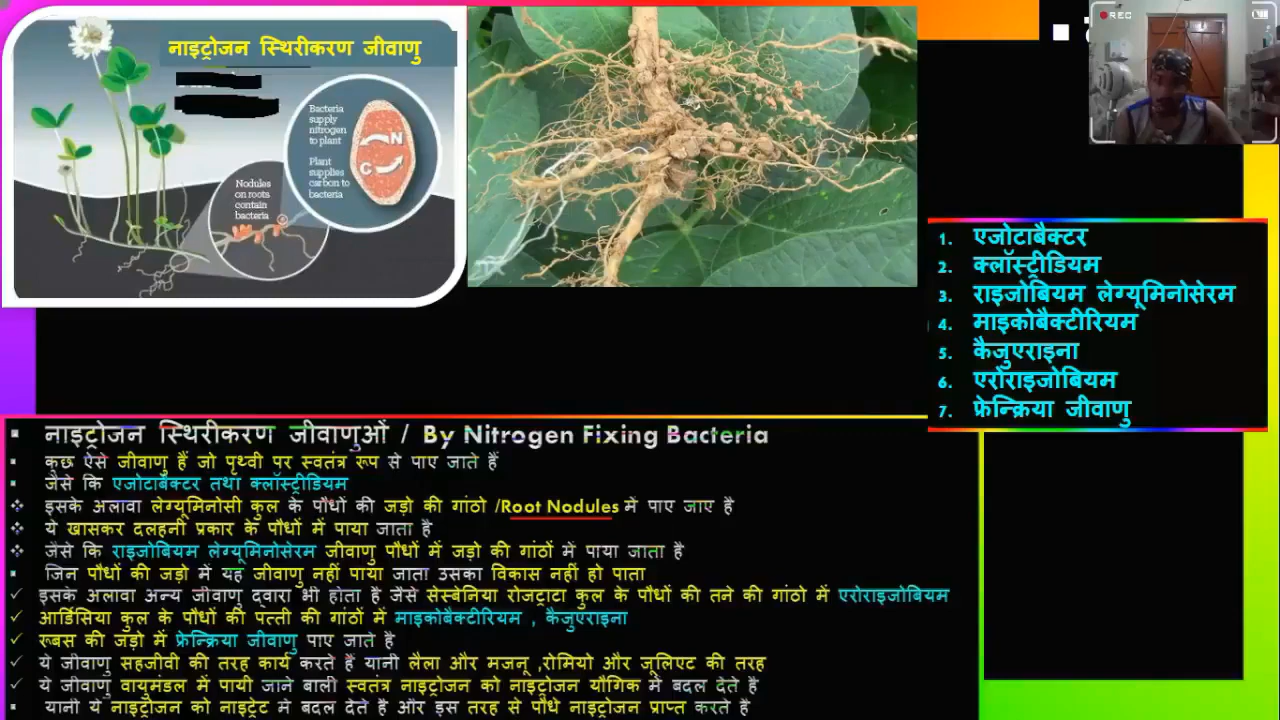 नाइट्रोजन स्थिरीकरण जीवाणु
Bacteria
supply
nitrogen
to plant
N
C
Plant
supplies
carbon to
bacteria
Nodules
on roots
contain
bacteria
REC
1. एजोटाबैक्टर
2. क्लॉस्ट्रीडियम
3. राइजोबियम लेग्यूमिनोसेरम
4. माइकोबैक्टीरियम
5. कैजुएराइना
6. एरोराइजोबियम
7. फ्रेन्क्रिया जीवाणु
▪ नाइट्रोजन स्थिरीकरण जीवाणुओं / By Nitrogen Fixing Bacteria
▪ कुछ ऐसे जीवाणु हैं जो पृथ्वी पर स्वतंत्र रूप से पाए जाते हैं
▪ जैसे कि एजोटाबैक्टर तथा क्लॉस्ट्रीडियम
❖ इसके अलावा लेग्यूमिनोसी कुल के पौधों की जड़ो की गांठो /Root Nodules में पाए जाए है
❖ ये खासकर दलहनी प्रकार के पौधों में पाया जाता है
❖ जैसे कि राइजोबियम लेग्यूमिनोसेरम जीवाणु पौधों में जड़ो की गांठों में पाया जाता है
▪ जिन पौधों की जड़ो में यह जीवाणु नहीं पाया जाता उसका विकास नहीं हो पाता
✓ इसके अलावा अन्य जीवाणु द्वारा भी होता है जैसे सेस्बेनिया रोजट्राटा कुल के पौधों की तने की गांठो में एरोराइजोबियम
✓ आर्डिसिया कुल के पौधों की पत्ती की गांठों में माइकोबैक्टीरियम , कैजुएराइना
✓ रूबस की जड़ो में फ्रेन्क्रिया जीवाणु पाए जाते है
✓ ये जीवाणु सहजीवी की तरह कार्य करते हैं यानी लैला और मजनू ,रोमियो और जूलिएट की तरह
✓ ये जीवाणु वायुमंडल में पायी जाने बाली स्वतंत्र नाइट्रोजन को नाइट्रोजन यौगिक में बदल देते है
▪ यानी ये नाइट्रोजन को नाइट्रेट में बदल देते है और इस तरह से पौधे नाइट्रोजन प्राप्त करते है